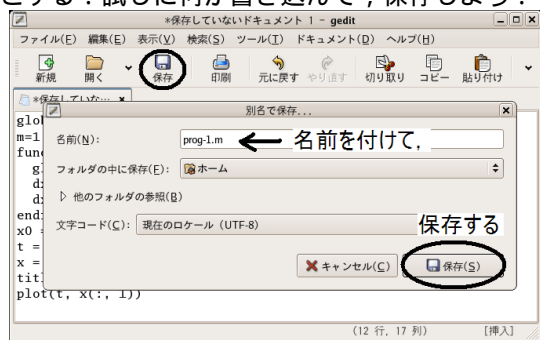 とする．試しに何か書き込んで，保存しよう．
*保存していないドキュメント 1 - gedit
ファイル(F) 編集(E) 表示(V) 検索(S) ツール(T) ドキュメント(D) ヘルプ(H)
新規 開く 保存 印刷 元に戻す やり直す 切り取り コピー 貼り付け
*保存していな…
別名で保存...
m=1
名前(N): prog-1.m 名前を付けて，
フォルダの中に保存(F): ホーム
他のフォルダの参照(B)
文字コード(C): 現在のロケール (UTF-8)
保存する
x0
t =
x =
キャンセル(C) 保存(S)
plot(t, x(:, 1))
(12 行, 17 列) [挿入]